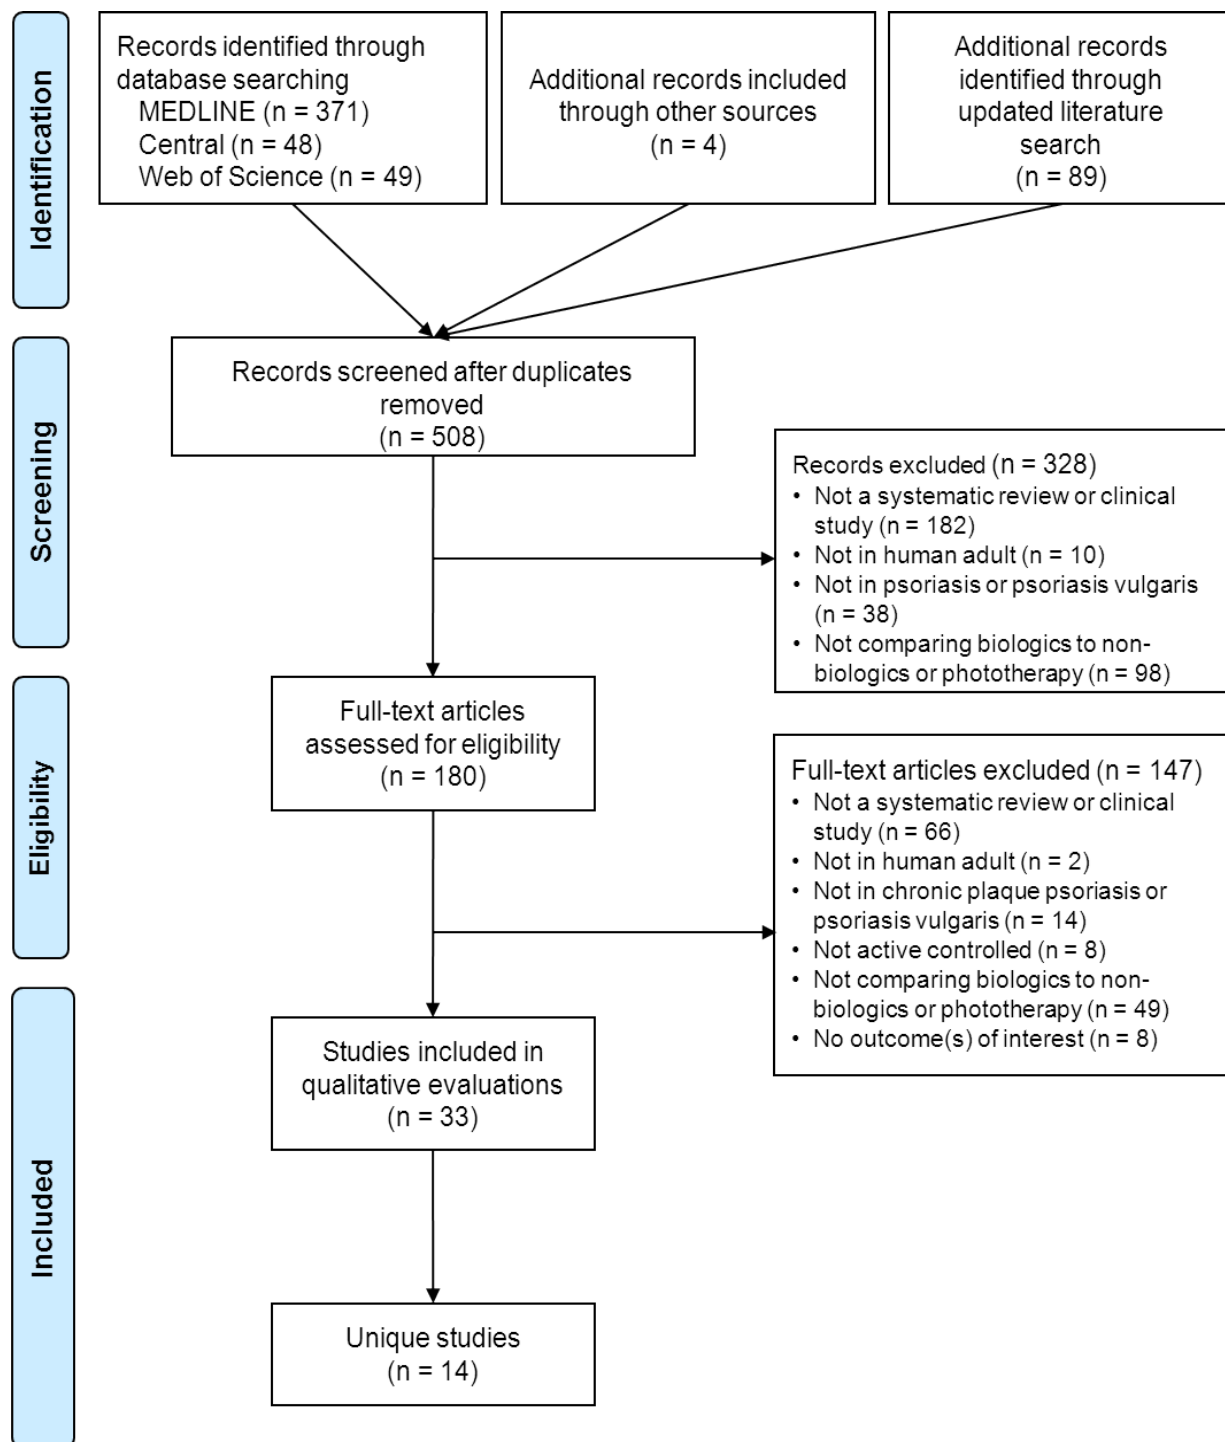 Identification
Records identified through
database searching
MEDLINE (n = 371)
Central (n = 48)
Web of Science (n = 49)
Additional records included
through other sources
(n = 4)
Additional records
identified through
updated literature
search
(n = 89)
Screening
Records screened after duplicates
removed
(n = 508)
Records excluded (n = 328)
• Not a systematic review or clinical
study (n = 182)
• Not in human adult (n = 10)
• Not in psoriasis or psoriasis vulgaris
(n = 38)
• Not comparing biologics to non-
biologics or phototherapy (n = 98)
Eligibility
Full-text articles
assessed for eligibility
(n = 180)
Full-text articles excluded (n = 147)
• Not a systematic review or clinical
study (n = 66)
• Not in human adult (n = 2)
• Not in chronic plaque psoriasis or
psoriasis vulgaris (n = 14)
• Not active controlled (n = 8)
• Not comparing biologics to non-
biologics or phototherapy (n = 49)
• No outcome(s) of interest (n = 8)
Included
Studies included in
qualitative evaluations
(n = 33)
Unique studies
(n = 14)